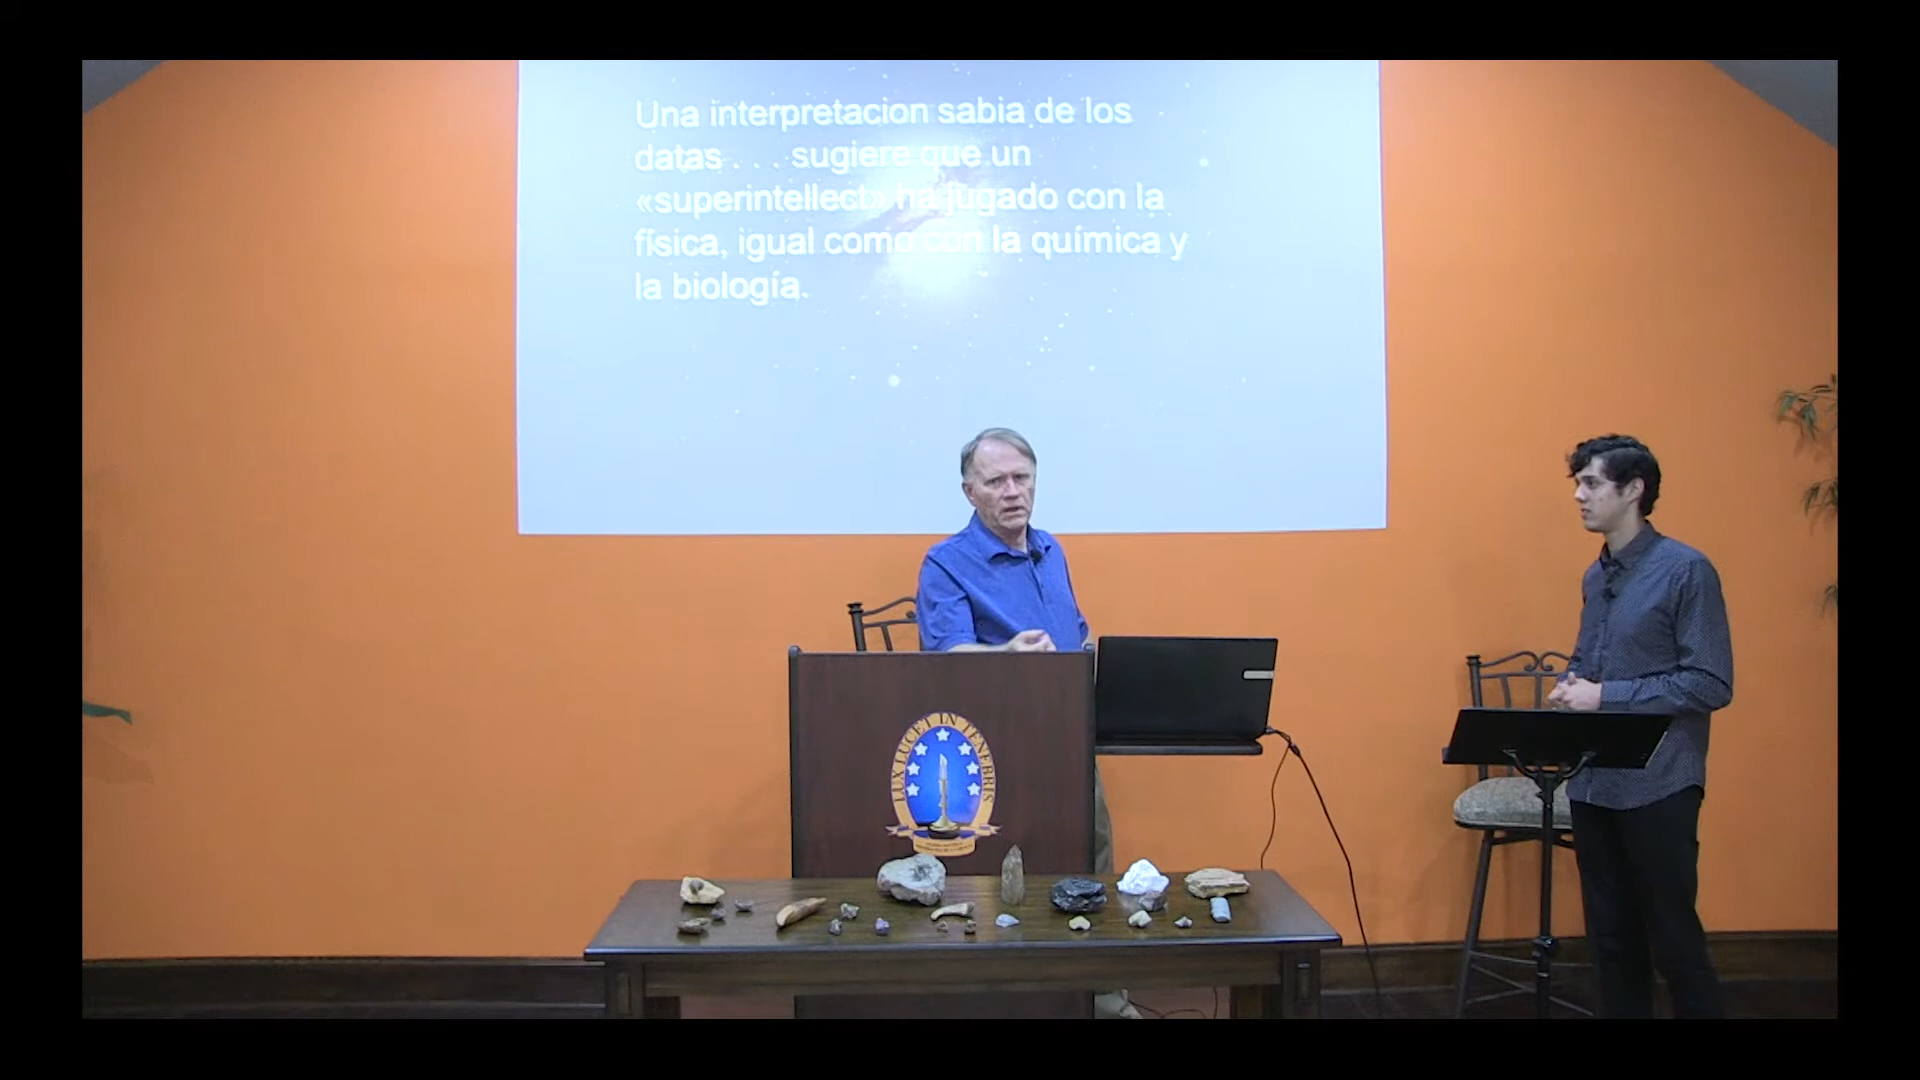 Una interpretacion sabia de los
datas . . . sugiere que un
«superintellect» ha jugado con la
física, igual como con la química y
la biología.
LUX LUCET IN TENEBRIS